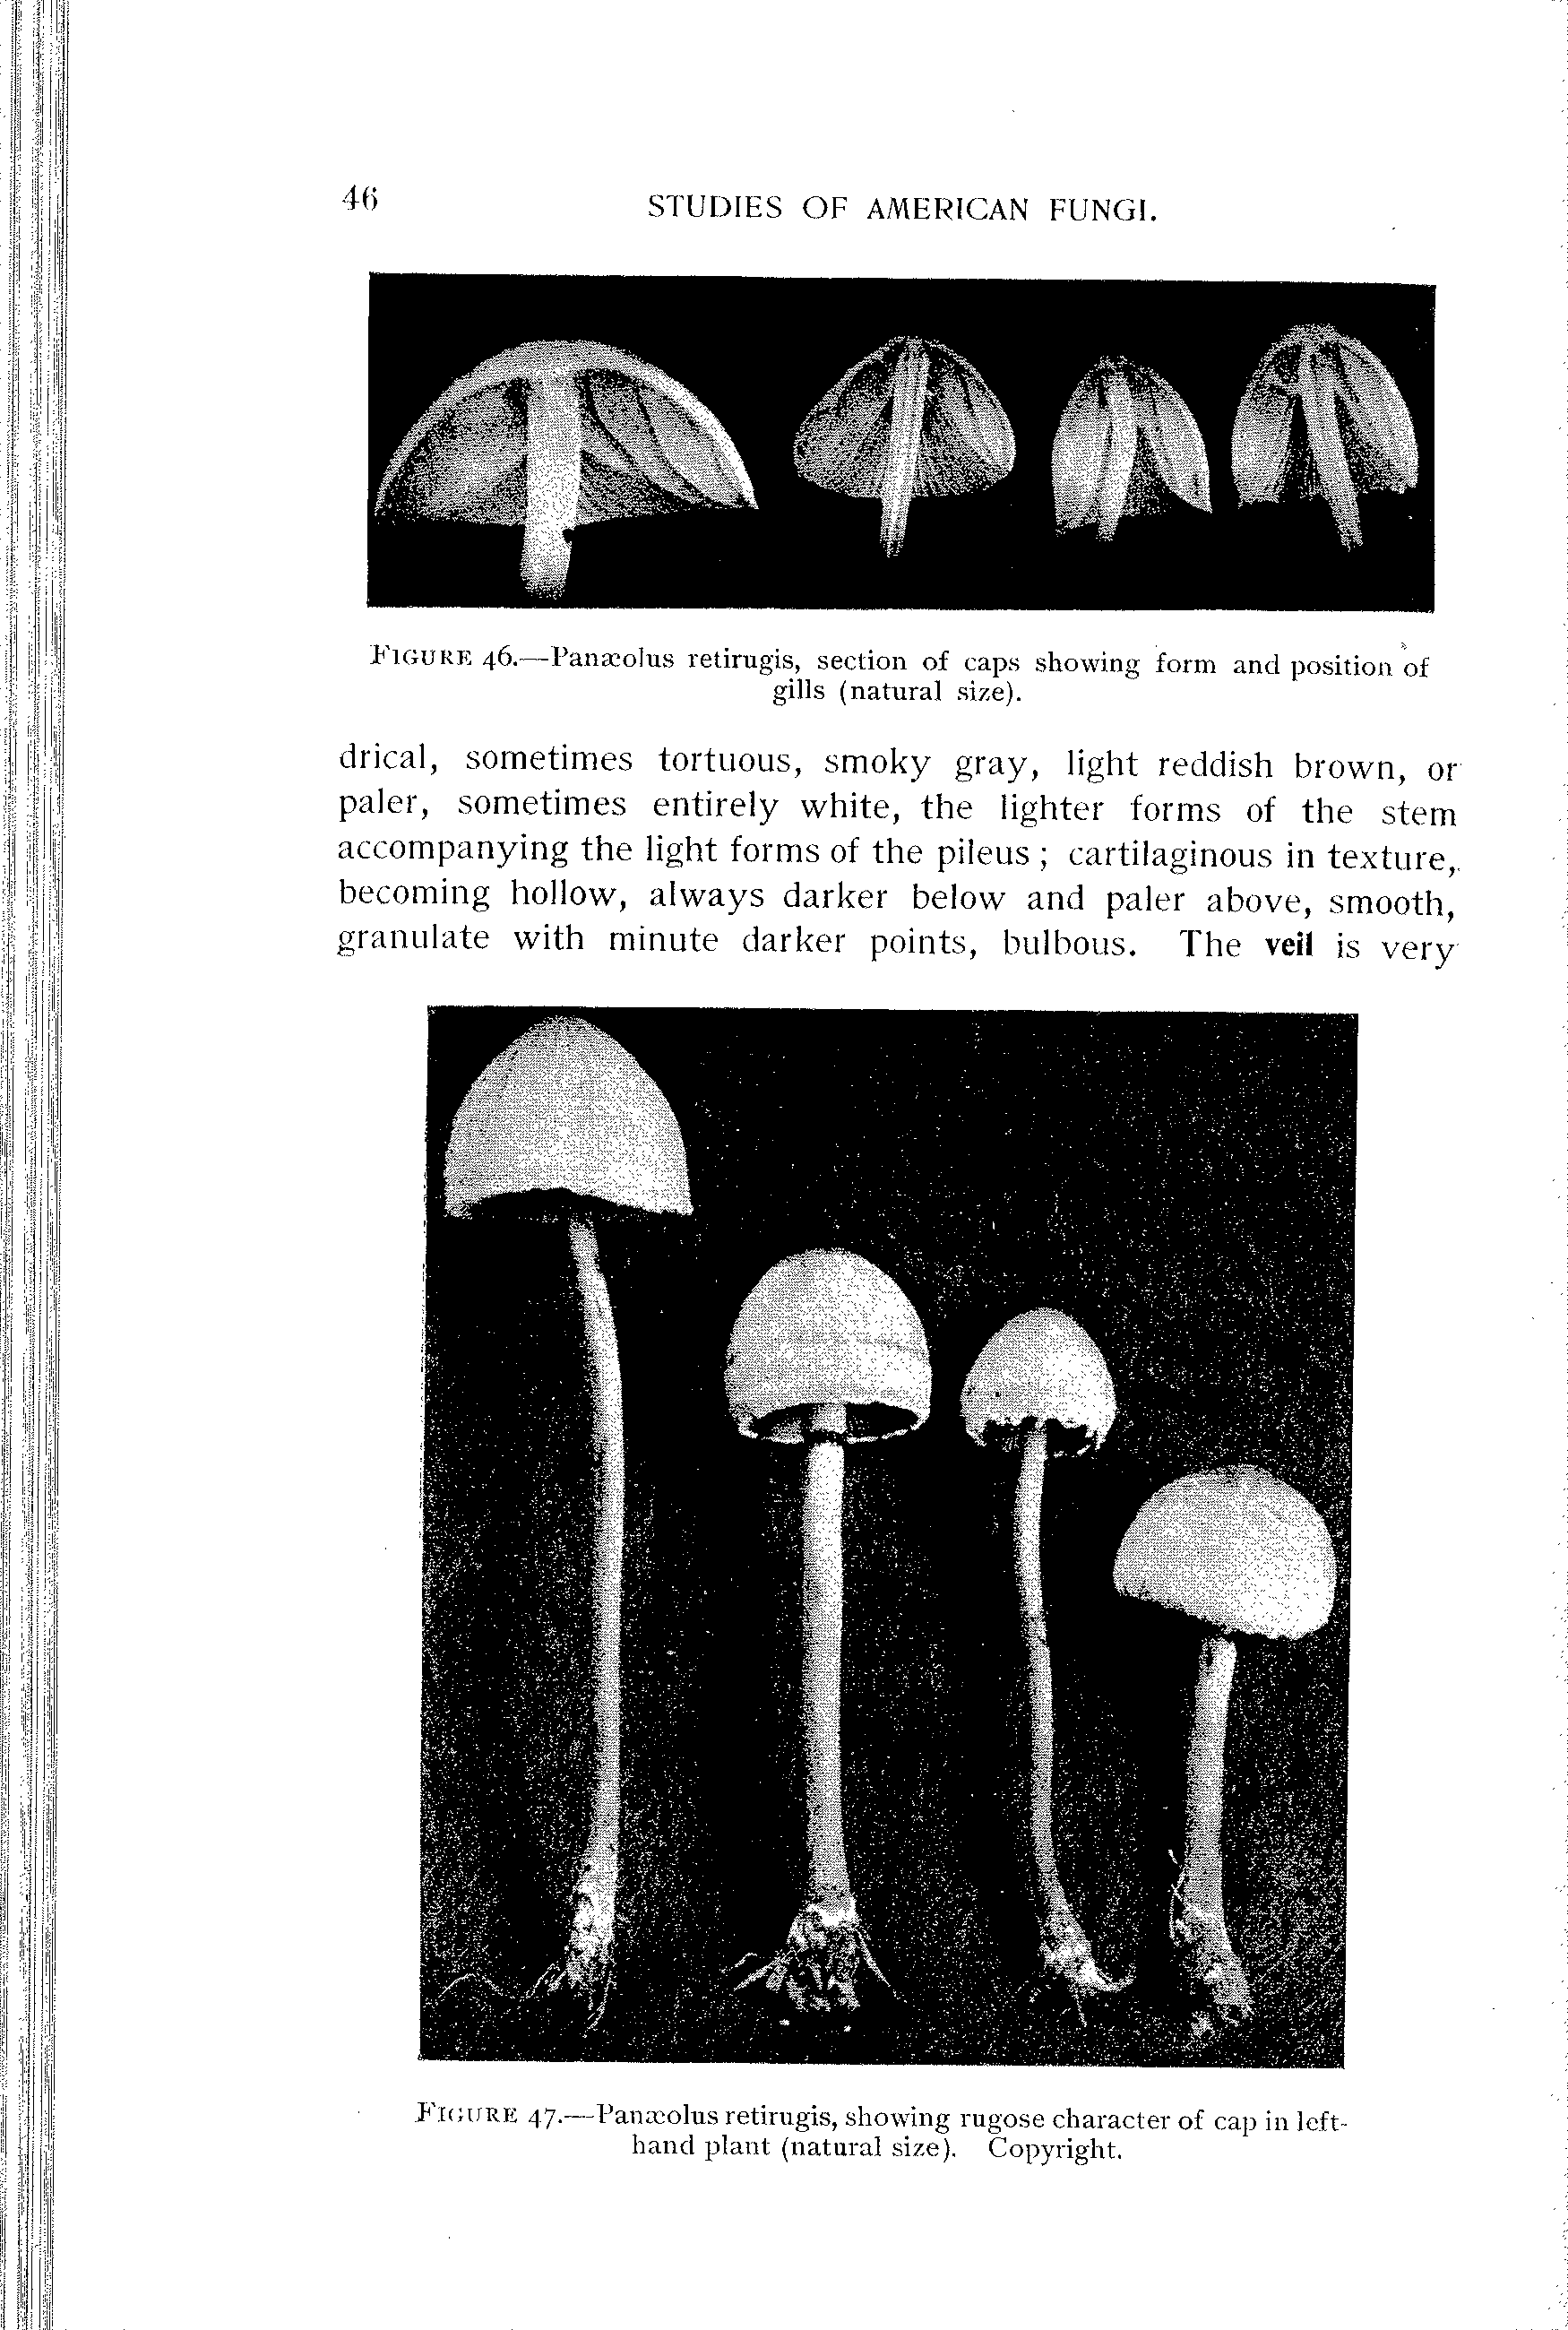 46
STUDIES OF AMERICAN FUNGI.
FIGURE 46.—Panæolus retirugis, section of caps showing form and position of
gills (natural size).
drical, sometimes tortuous, smoky gray, light reddish brown, or
paler, sometimes entirely white, the lighter forms of the stem
accompanying the light forms of the pileus ; cartilaginous in texture,
becoming hollow, always darker below and paler above, smooth,
granulate with minute darker points, bulbous. The veil is very
FIGURE 47.—Panæolus retirugis, showing rugose character of cap in left-
hand plant (natural size). Copyright.